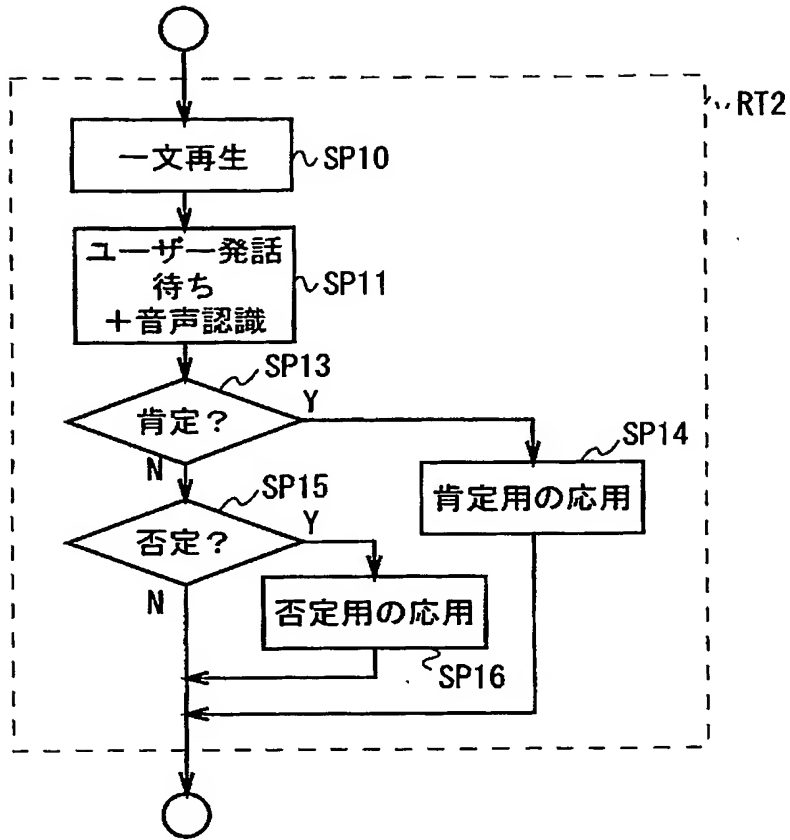 RT2
一文再生
SP10
ユーザー発話
待ち
+音声認識
SP11
SP13
肯定?
Y
N
SP14
肯定用の応用
SP15
否定?
Y
N
否定用の応用
SP16